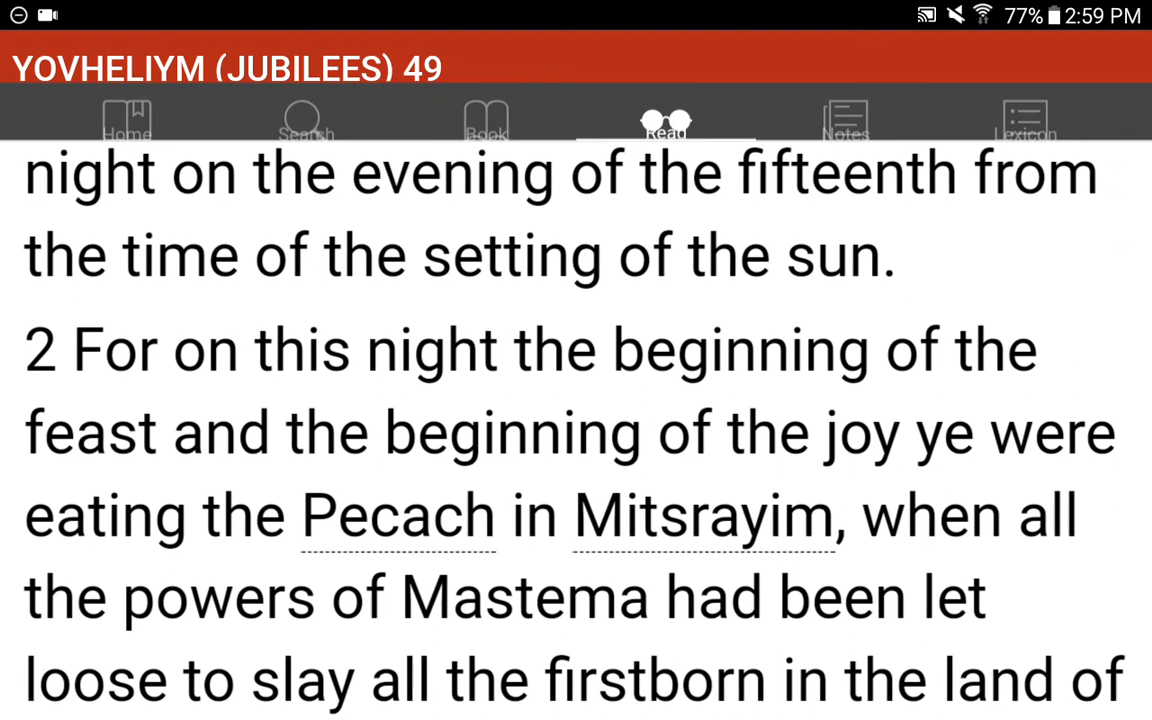 77% 2:59 PM
YOVHELIYM (JUBILEES) 49
Home Search Book Read Notes Lexicon
night on the evening of the fifteenth from
the time of the setting of the sun.
2 For on this night the beginning of the
feast and the beginning of the joy ye were
eating the Pecach in Mitsrayim, when all
the powers of Mastema had been let
loose to slay all the firstborn in the land of